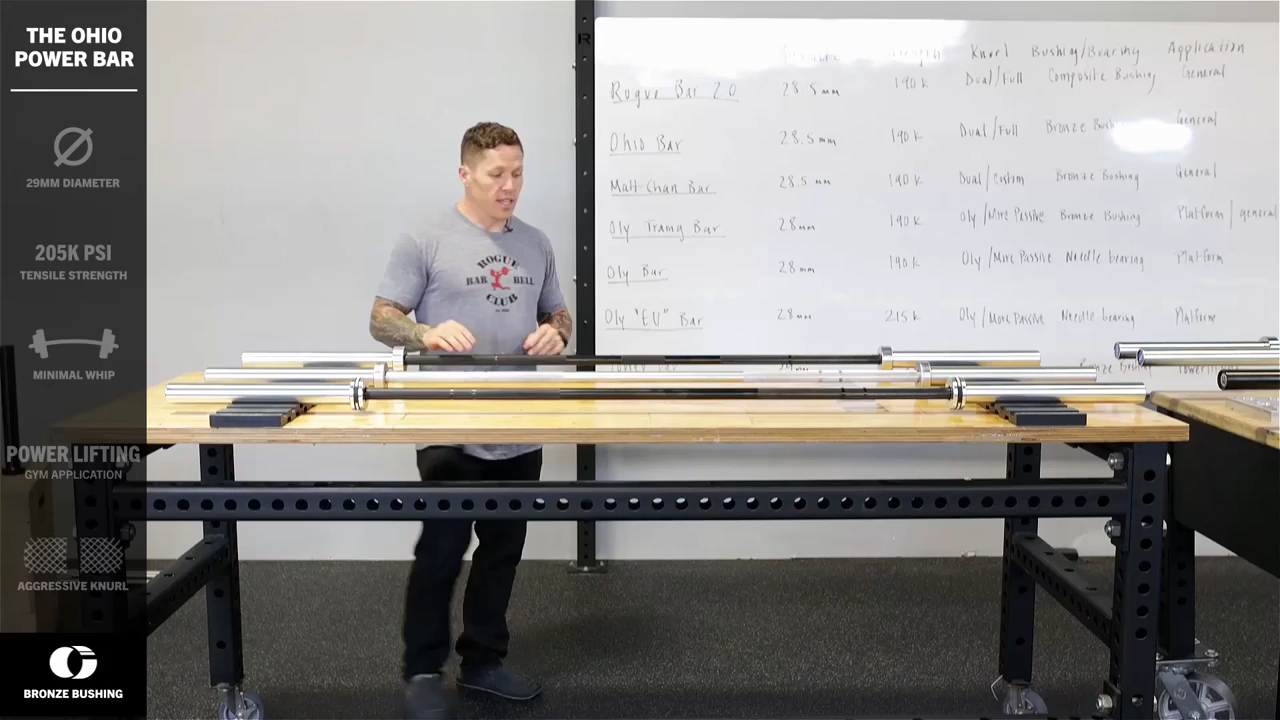 THE OHIO
POWER BAR
29MM DIAMETER
205K PSI
TENSILE STRENGTH
MINIMAL WHIP
POWER LIFTING
GYM APPLICATION
AGGRESSIVE KNURL
BRONZE BUSHING
ROGUE
BAR BELL
CLUB
R
Knurl Bushing/Bearing Application
Rogue Bar 2.0 28.5mm 190K Dual/Full Composite Bushing General
Ohio Bar 28.5mm 190K Dual/Full Bronze General
Matt Chan Bar 28.5mm 190K Dual/Custom Bronze Bushing General
Oly Trang Bar 28mm 190K Oly/More Passive Bronze Bushing Platform/general
Oly Bar 28mm 190K Oly/More Passive Needle bearing Platform
Oly "EU" Bar 28mm 215K Oly/More Passive Needle bearing Platform